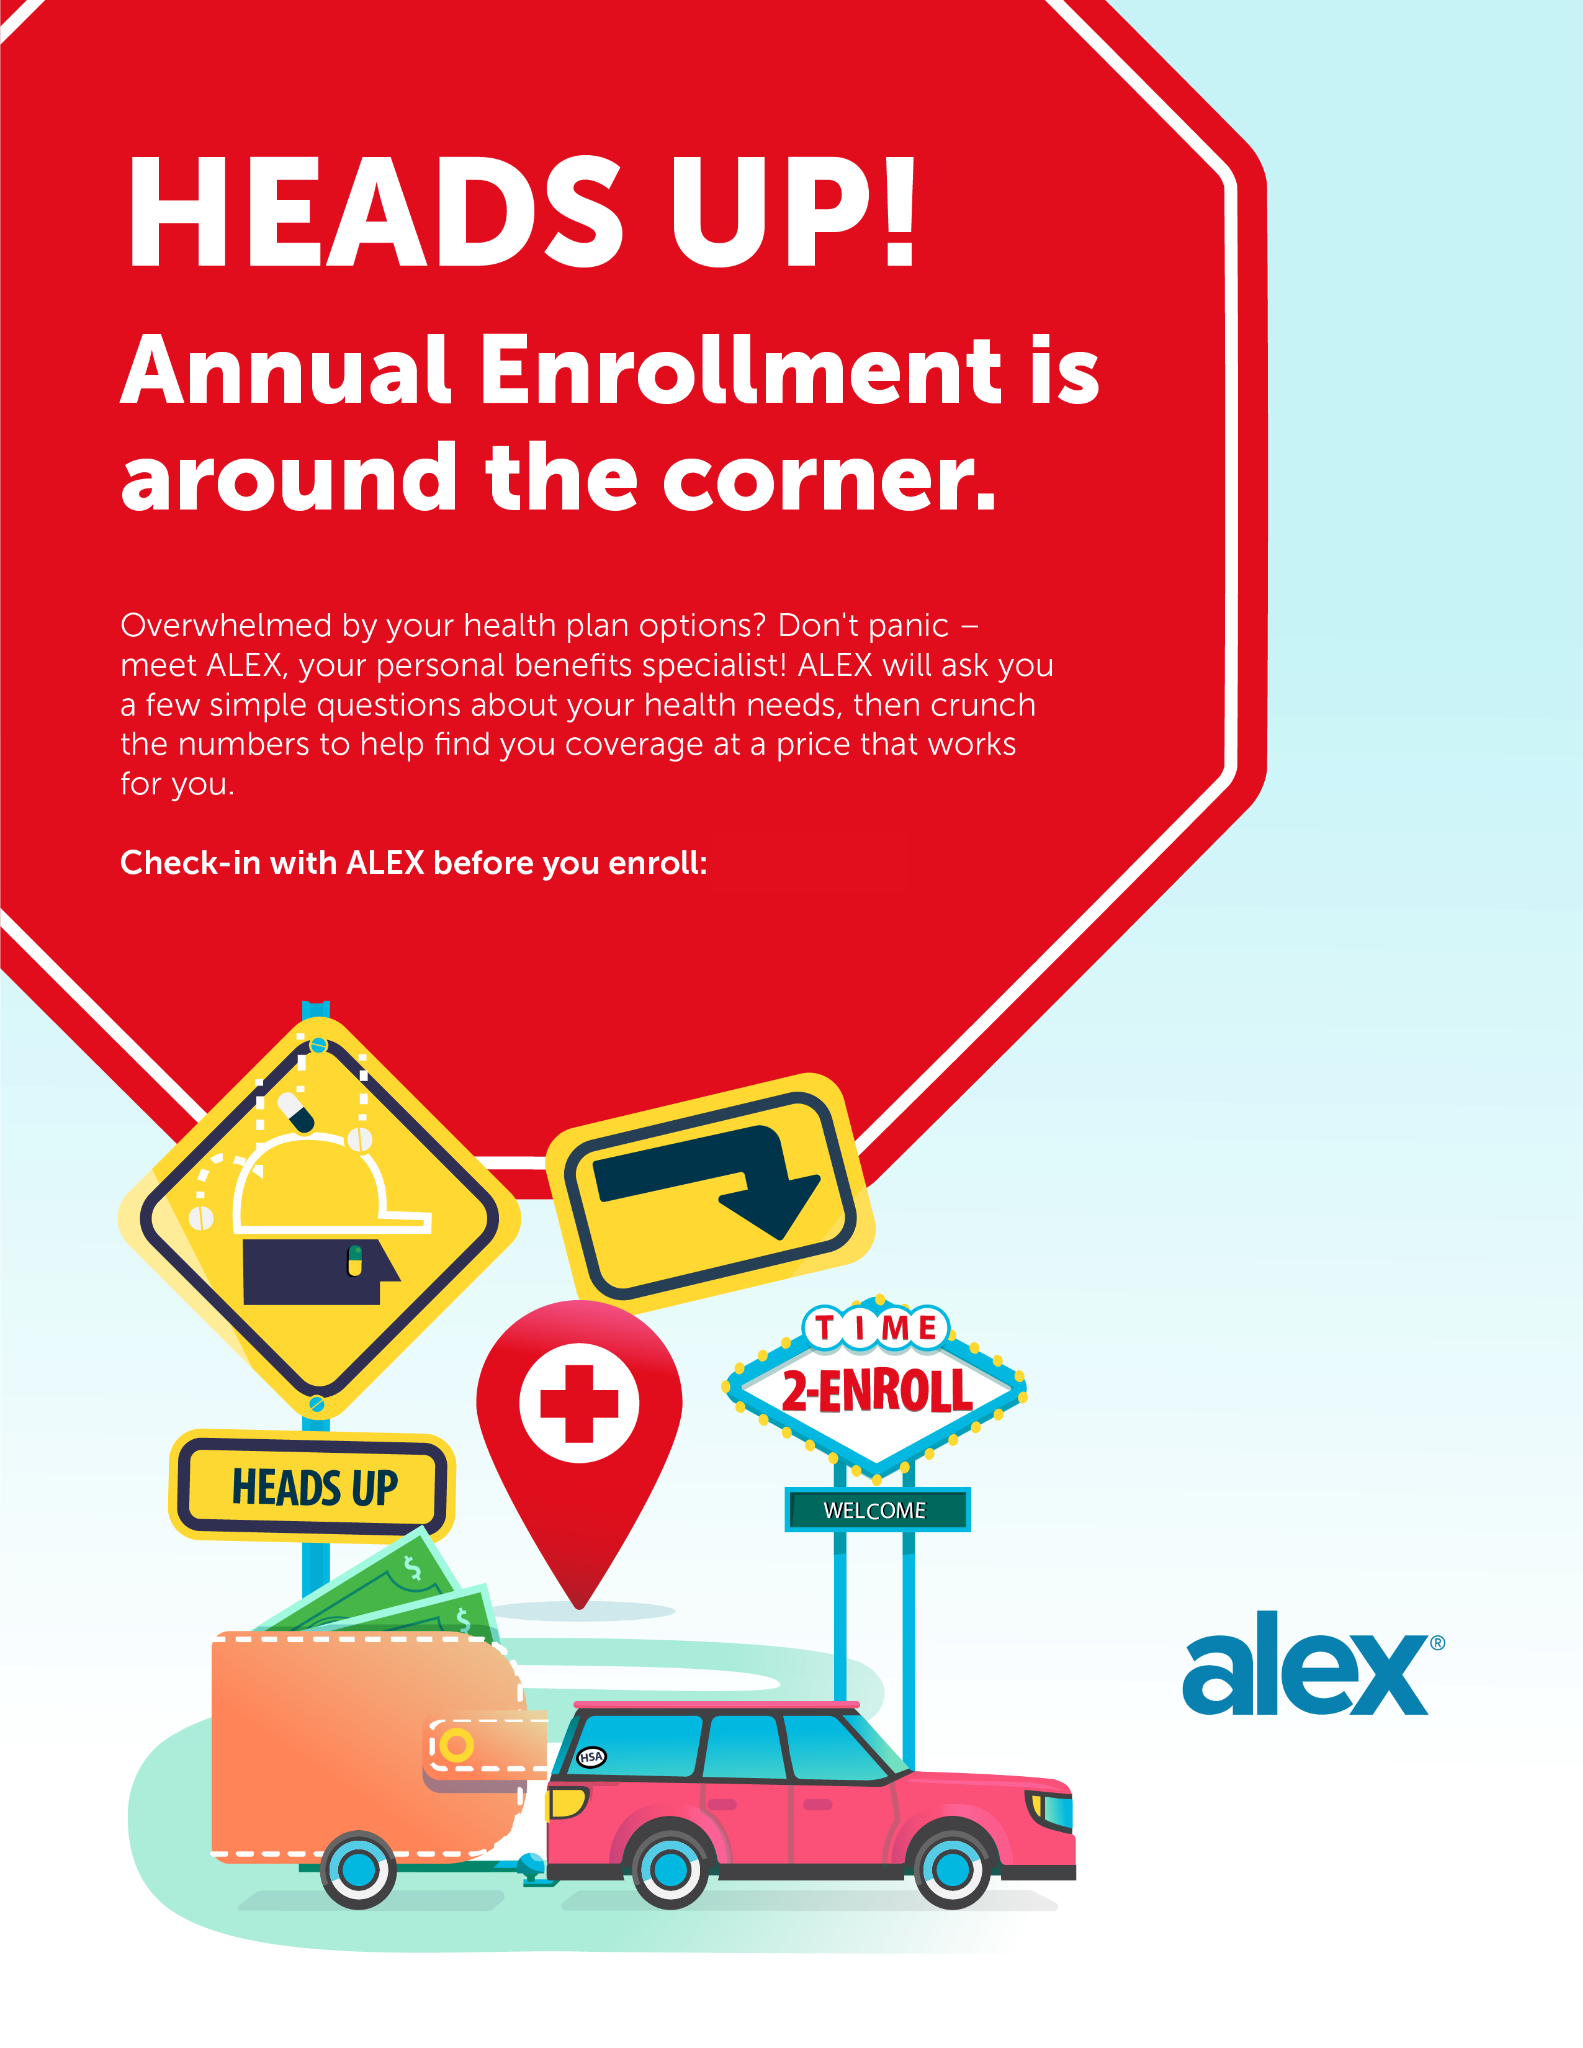 HEADS UP!
Annual Enrollment is
around the corner.
Overwhelmed by your health plan options? Don't panic –
meet ALEX, your personal benefits specialist! ALEX will ask you
a few simple questions about your health needs, then crunch
the numbers to help find you coverage at a price that works
for you.
Check-in with ALEX before you enroll:
TIME
2-ENROLL
HEADS UP
WELCOME
$
$
alex®
HSA